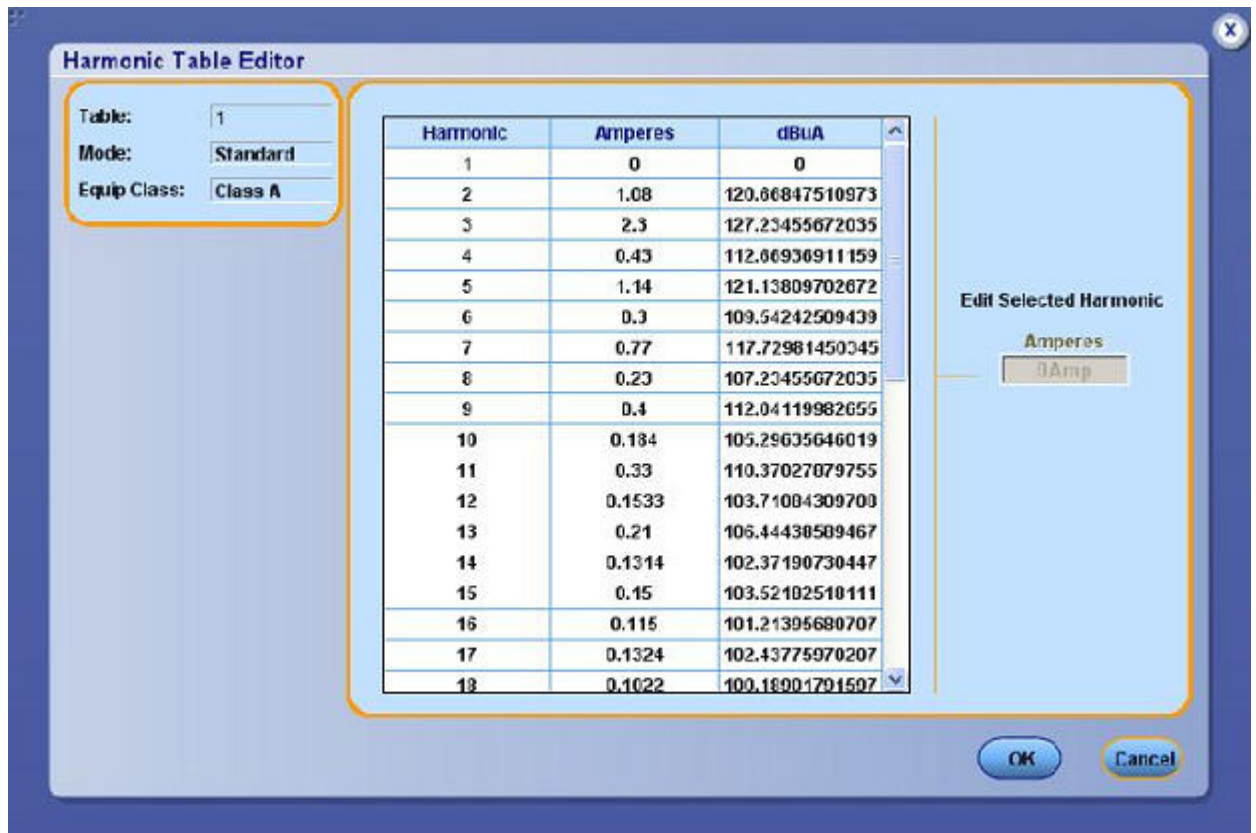 X
Harmonic Table Editor
Table: 1
Mode: Standard
Equip Class: Class A
Harmonic Amperes dBuA
1 0 0
2 1.08 120.66847510973
3 2.3 127.23455672035
4 0.43 112.66936911159
5 1.14 121.13809702672
6 0.3 109.54242509439
7 0.77 117.72981450345
8 0.23 107.23455672035
9 0.4 112.04119982655
10 0.184 105.29635646019
11 0.33 110.37027879755
12 0.1533 103.71084309708
13 0.21 106.44438589467
14 0.1314 102.37190730447
15 0.15 103.52182518111
16 0.115 101.21395680707
17 0.1324 102.43775970207
18 0.1022 100.18901791597
Edit Selected Harmonic
Amperes
0Amp
OK Cancel